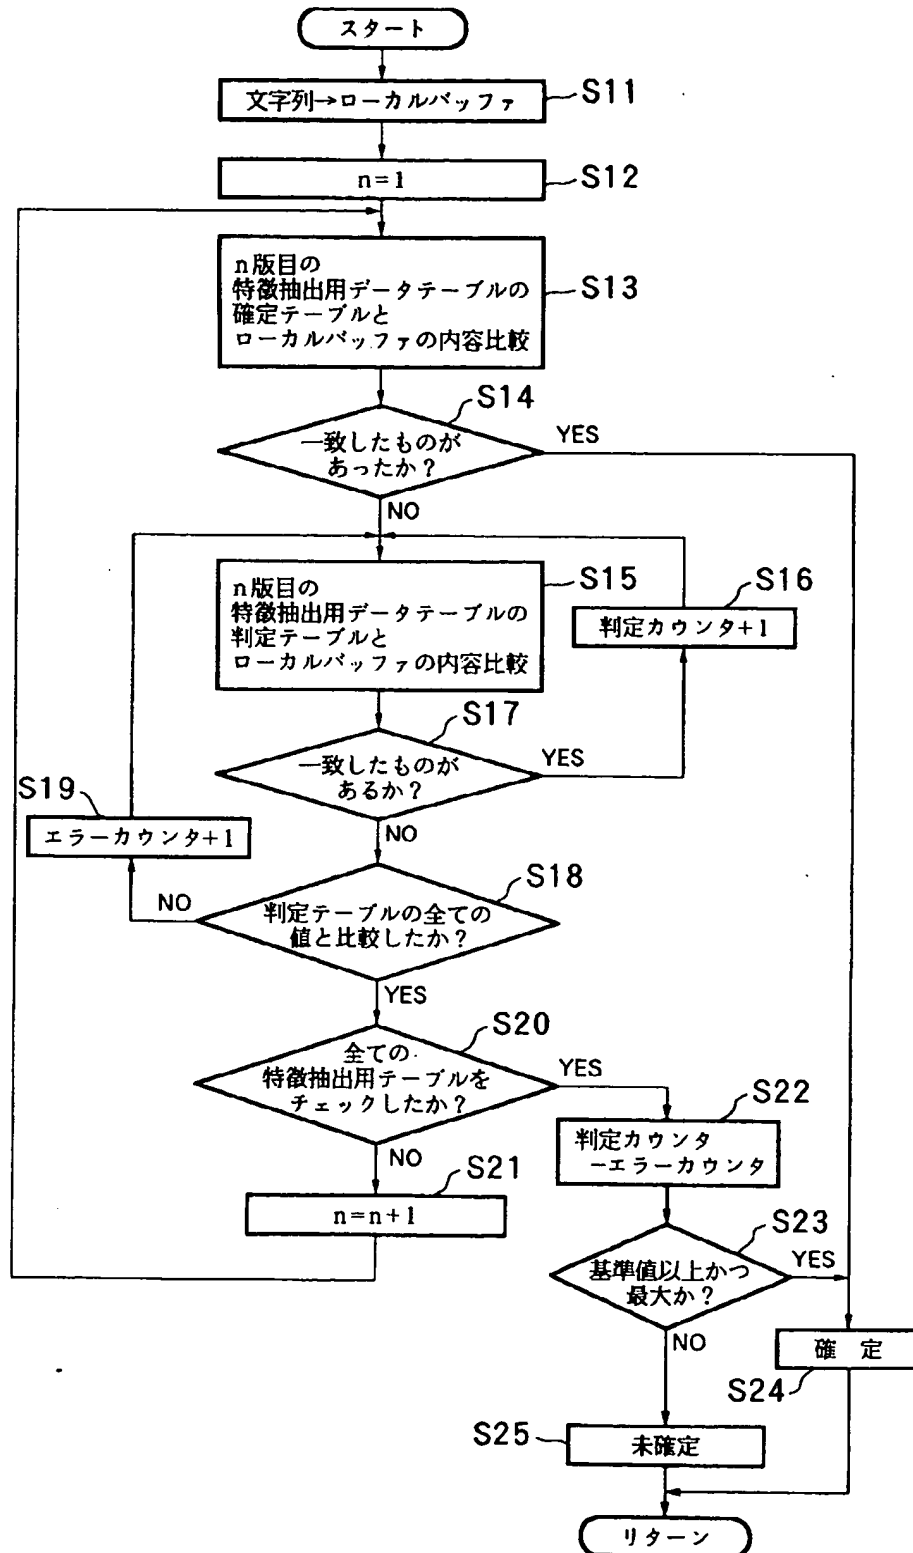 スタート
文字列→ローカルバッファ
S11
n=1
S12
n版目の
特徴抽出用データテーブルの
確定テーブルと
ローカルバッファの内容比較
S13
S14
一致したものが
あったか?
YES
NO
n版目の
特徴抽出用データテーブルの
判定テーブルと
ローカルバッファの内容比較
S15
S16
判定カウンタ+1
S17
一致したものが
あるか?
YES
NO
S19
エラーカウンタ+1
S18
判定テーブルの全ての
値と比較したか?
NO
YES
S20
全ての
特徴抽出用テーブルを
チェックしたか?
YES
NO
S21
n=n+1
S22
判定カウンタ
-エラーカウンタ
S23
基準値以上かつ
最大か?
YES
NO
確 定
S24
S25
未確定
リターン